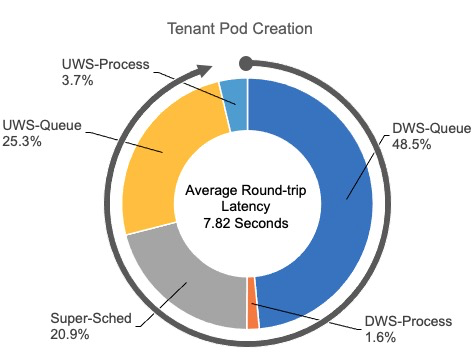 Tenant Pod Creation
UWS-Process
3.7%
DWS-Queue
48.5%
UWS-Queue
25.3%
Average Round-trip
Latency
7.82 Seconds
Super-Sched
20.9%
DWS-Process
1.6%